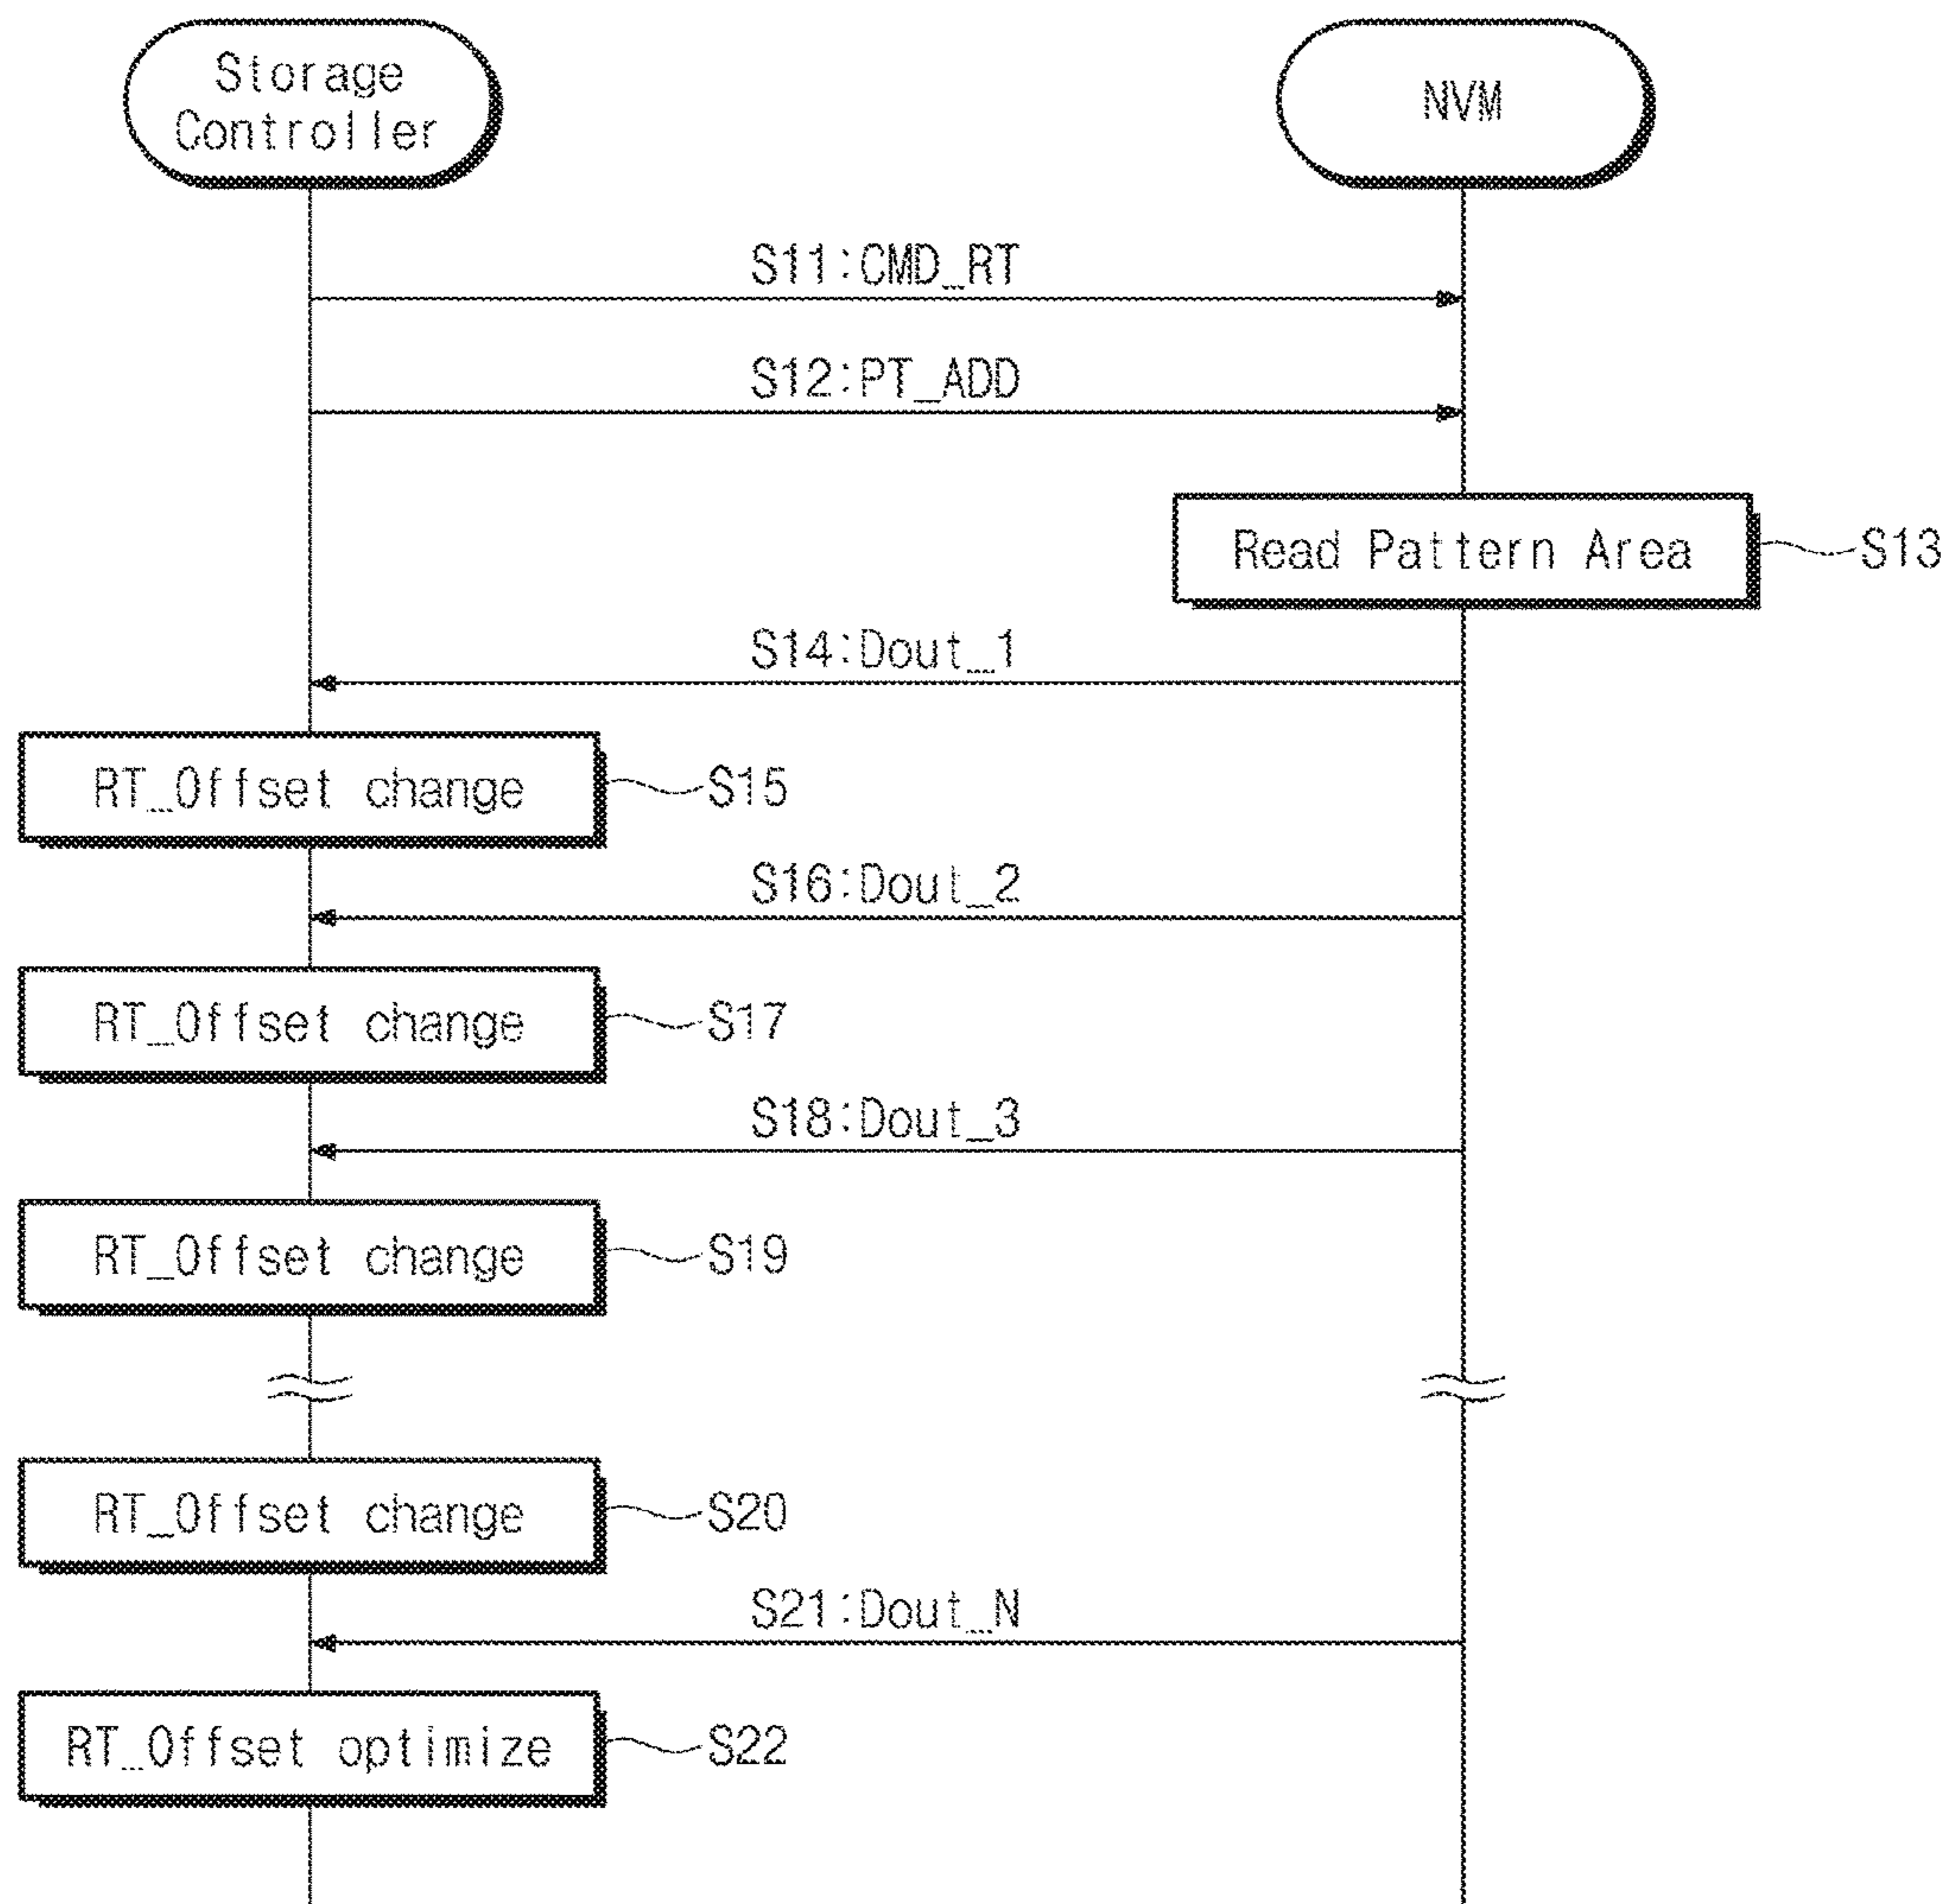 Storage
Controller
NVM
S11:CMD_RT
S12:PT_ADD
Read Pattern Area
S13
S14:Dout_1
RT_Offset change
S15
S16:Dout_2
RT_Offset change
S17
S18:Dout_3
RT_Offset change
S19
RT_Offset change
S20
S21:Dout_N
RT_Offset optimize
S22